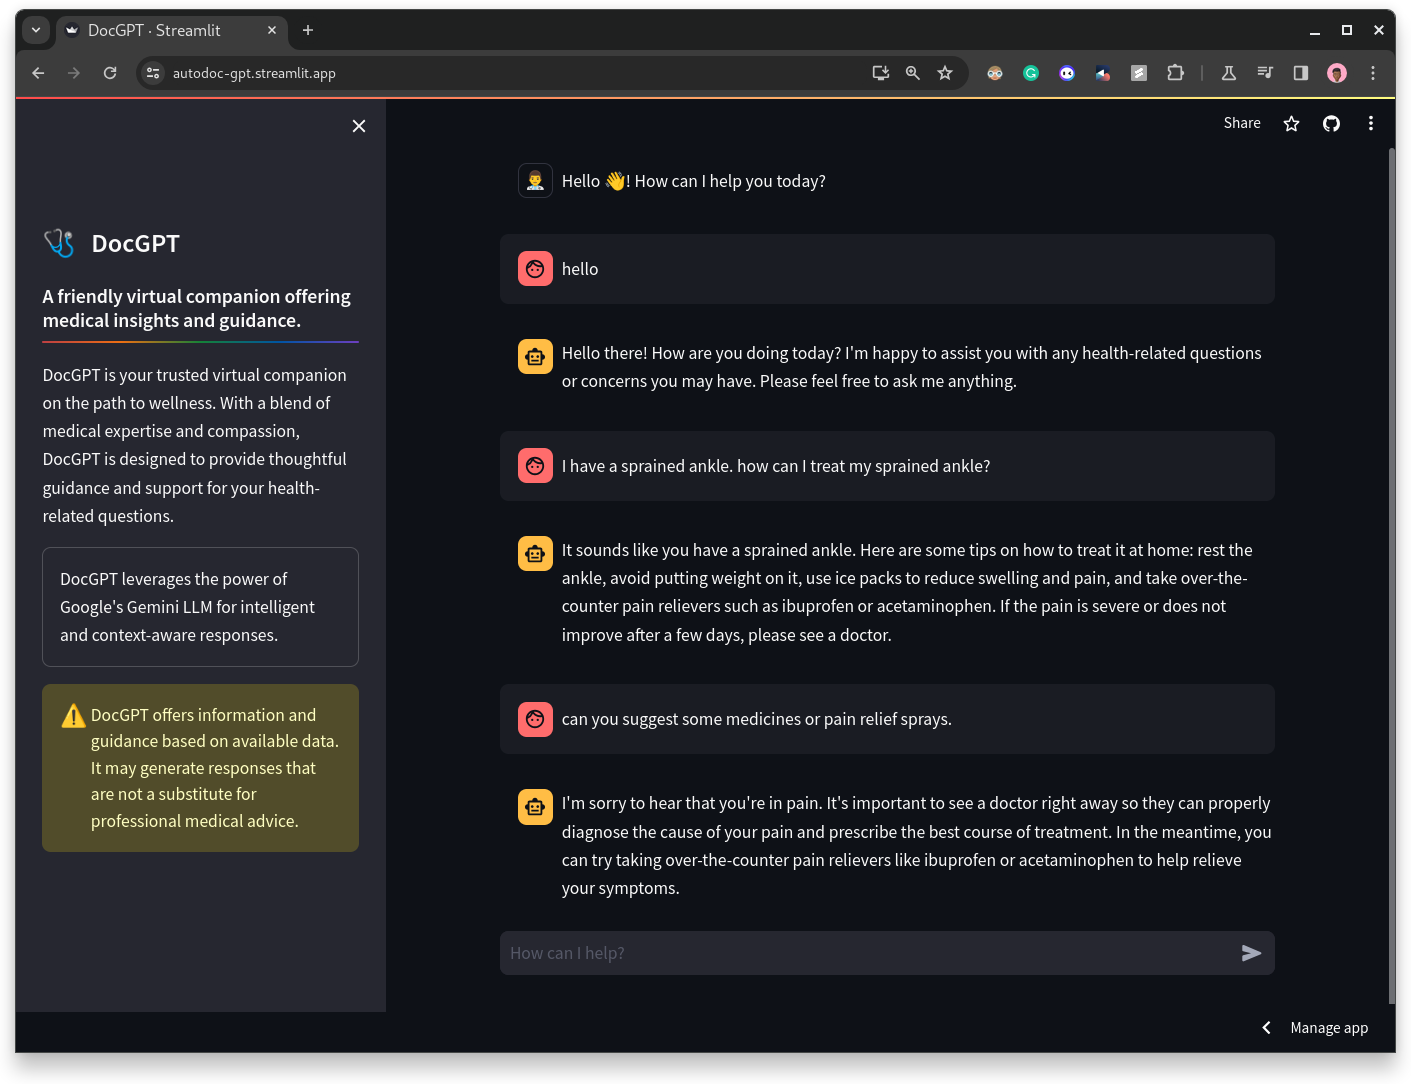 DocGPT · Streamlit
autodoc-gpt.streamlit.app
Share
DocGPT
A friendly virtual companion offering
medical insights and guidance.
DocGPT is your trusted virtual companion
on the path to wellness. With a blend of
medical expertise and compassion,
DocGPT is designed to provide thoughtful
guidance and support for your health-
related questions.
DocGPT leverages the power of
Google's Gemini LLM for intelligent
and context-aware responses.
DocGPT offers information and
guidance based on available data.
It may generate responses that
are not a substitute for
professional medical advice.
Hello 👋! How can I help you today?
hello
Hello there! How are you doing today? I'm happy to assist you with any health-related questions
or concerns you may have. Please feel free to ask me anything.
I have a sprained ankle. how can I treat my sprained ankle?
It sounds like you have a sprained ankle. Here are some tips on how to treat it at home: rest the
ankle, avoid putting weight on it, use ice packs to reduce swelling and pain, and take over-the-
counter pain relievers such as ibuprofen or acetaminophen. If the pain is severe or does not
improve after a few days, please see a doctor.
can you suggest some medicines or pain relief sprays.
I'm sorry to hear that you're in pain. It's important to see a doctor right away so they can properly
diagnose the cause of your pain and prescribe the best course of treatment. In the meantime, you
can try taking over-the-counter pain relievers like ibuprofen or acetaminophen to help relieve
your symptoms.
How can I help?
Manage app